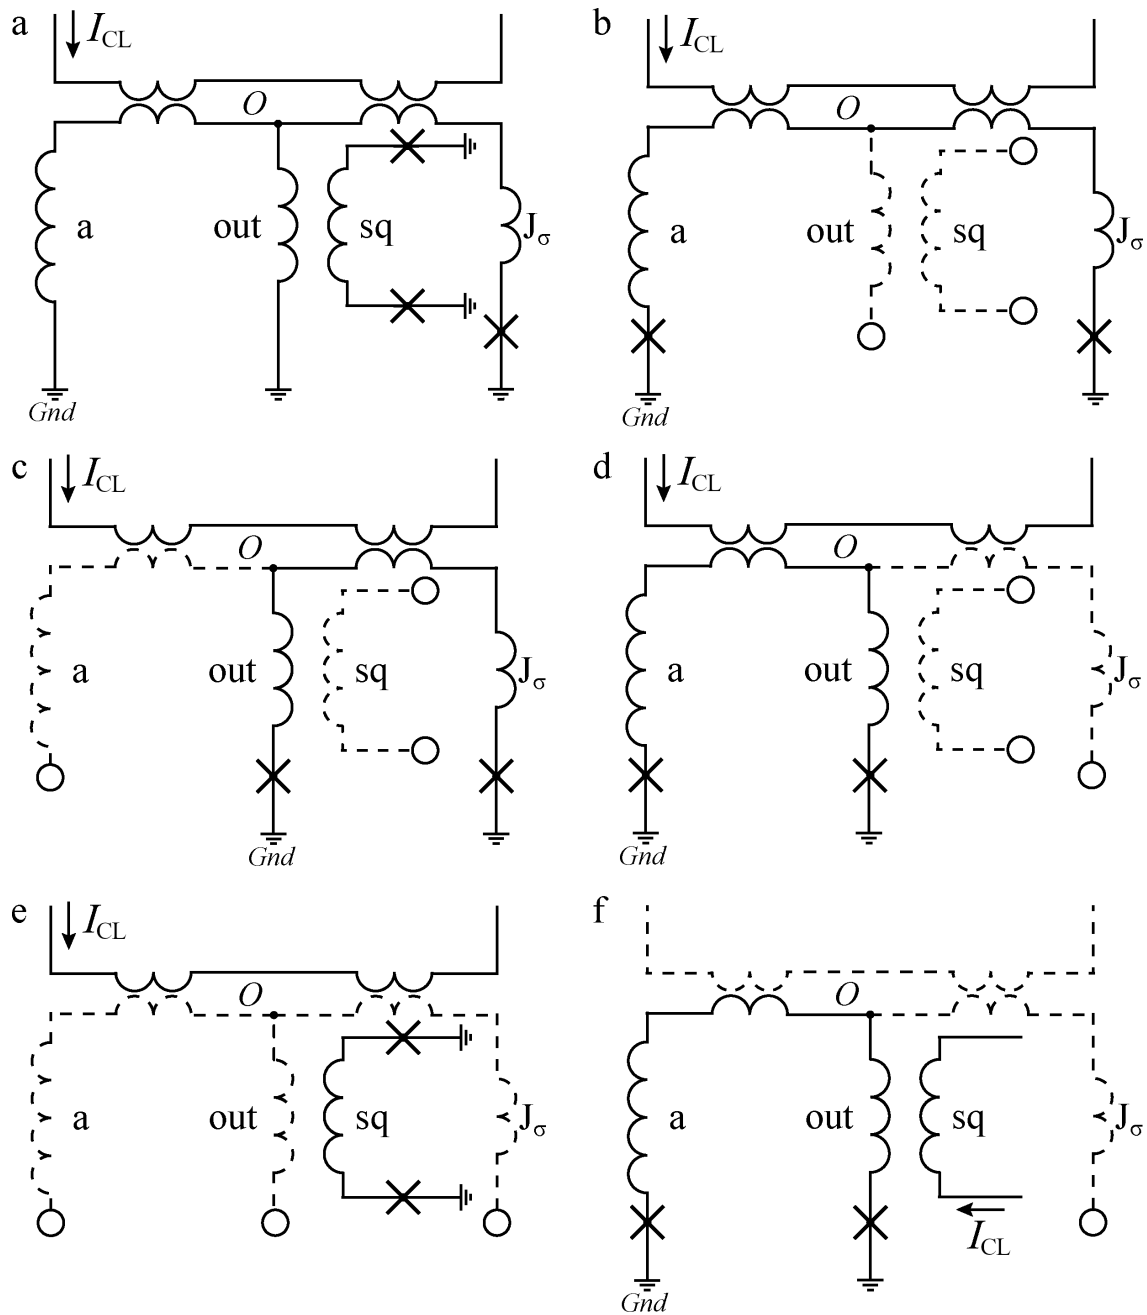 a
I_CL
O
a
out
sq
J_σ
Gnd
b
I_CL
O
a
out
sq
J_σ
Gnd
c
I_CL
O
a
out
sq
J_σ
Gnd
d
I_CL
O
a
out
sq
J_σ
Gnd
e
I_CL
O
a
out
sq
J_σ
f
O
a
out
sq
J_σ
I_CL
Gnd